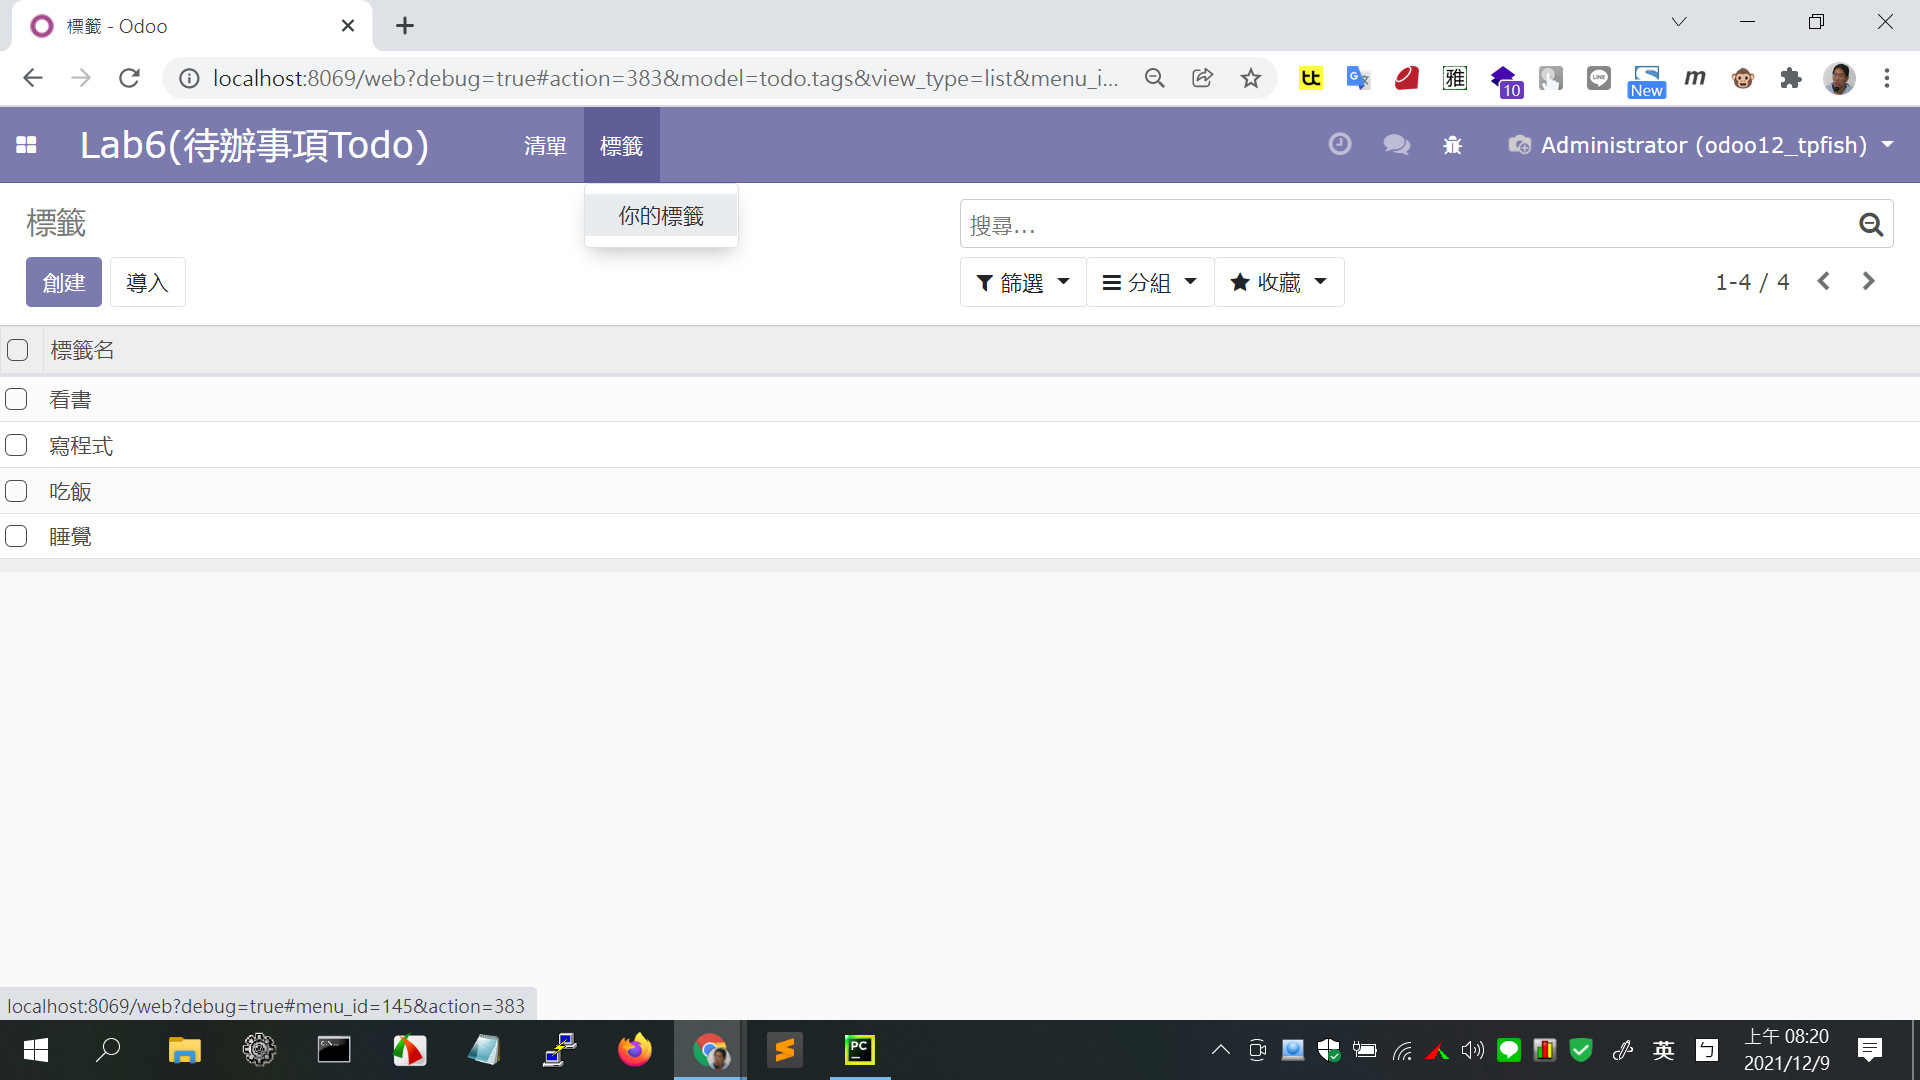 標籤 - Odoo
localhost:8069/web?debug=true#action=383&model=todo.tags&view_type=list&menu_i...
tt
雅
10
LINE
New
m
Lab6(待辦事項Todo)
清單
標籤
Administrator (odoo12_tpfish)
標籤
你的標籤
搜尋...
創建
導入
篩選
分組
收藏
1-4 / 4
標籤名
看書
寫程式
吃飯
睡覺
localhost:8069/web?debug=true#menu_id=145&action=383
PC
英
ㄅ
上午 08:20
2021/12/9